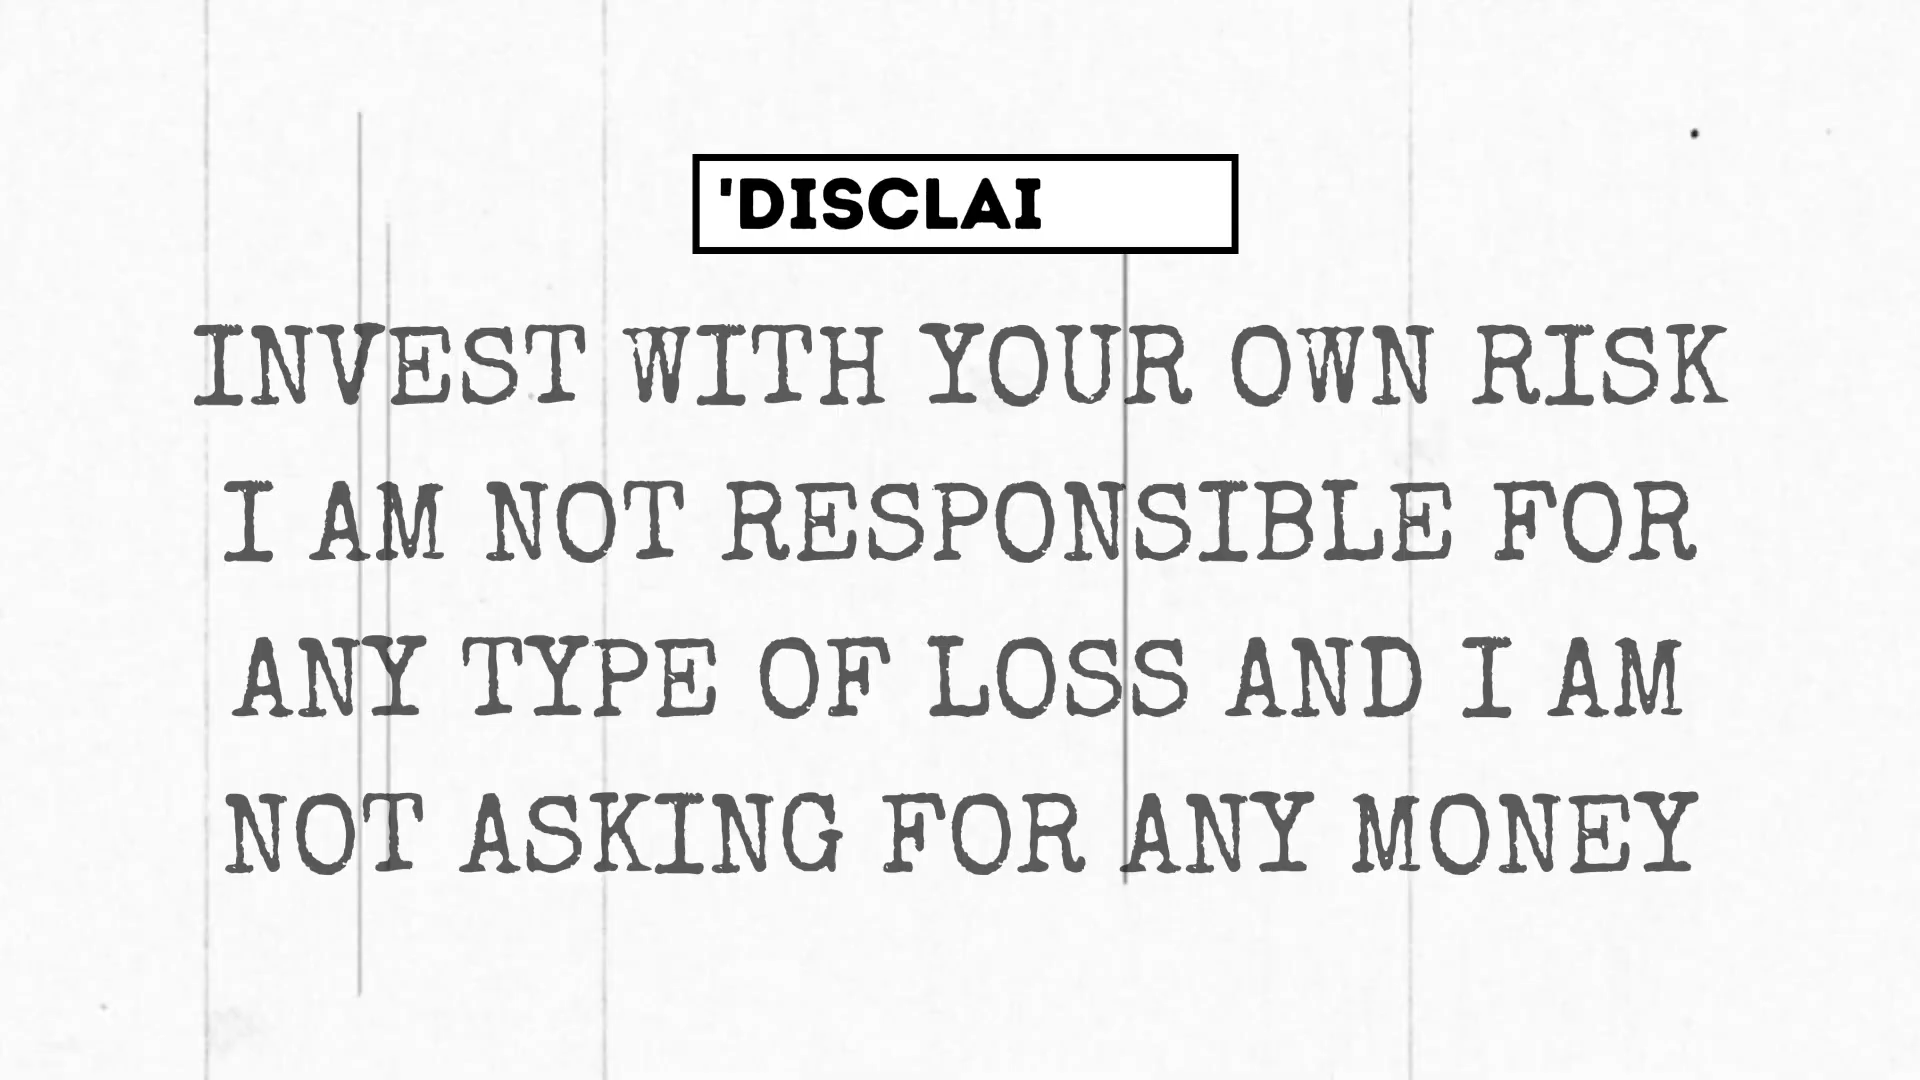 'DISCLAI
INVEST WITH YOUR OWN RISK
I AM NOT RESPONSIBLE FOR
ANY TYPE OF LOSS AND I AM
NOT ASKING FOR ANY MONEY